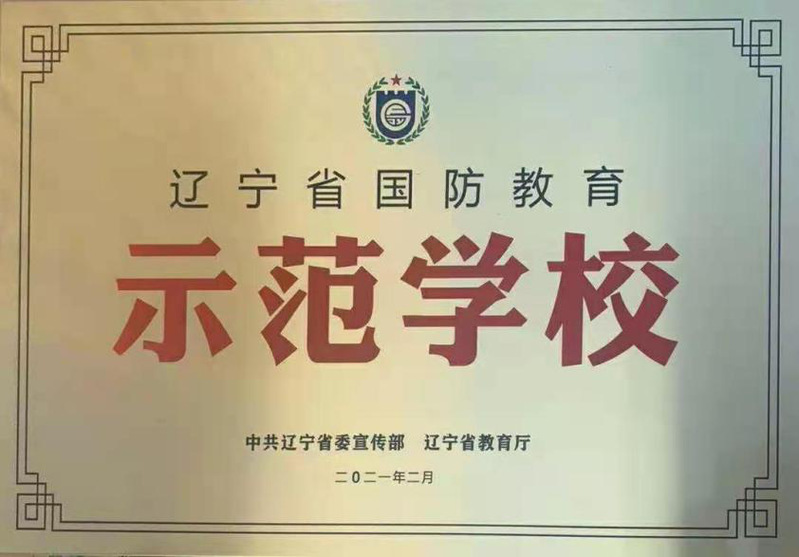 辽宁省国防教育
示范学校
中共辽宁省委宣传部 辽宁省教育厅
二0二一年二月